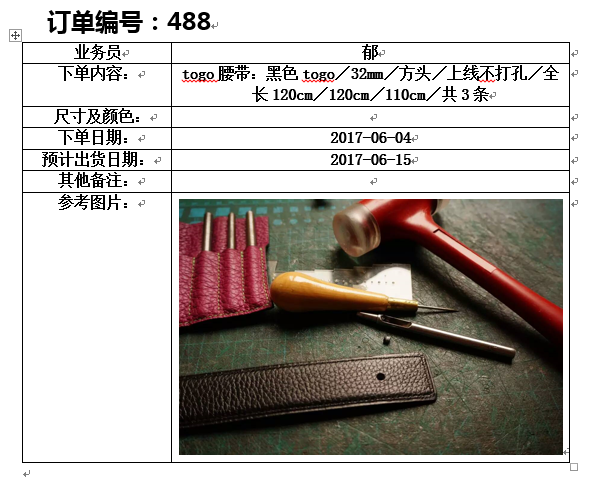 订单编号：488
业务员 郁
下单内容： togo 腰带：黑色 togo／32mm／方头／上线不打孔／全
长 120cm／120cm／110cm／共 3 条
尺寸及颜色：
下单日期： 2017-06-04
预计出货日期： 2017-06-15
其他备注：
参考图片：